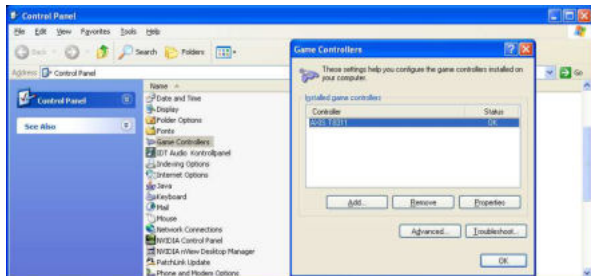 Control Panel
File Edit View Favorites Tools Help
Back Search Folders
Address Control Panel Go
Control Panel
See Also
Name
Date and Time
Display
Folder Options
Fonts
Game Controllers
IDT Audio Kontrollpanel
Indexing Options
Internet Options
Java
Keyboard
Mail
Mouse
Network Connections
NVIDIA Control Panel
NVIDIA nView Desktop Manager
PatchLink Update
Phone and Modem Options
Game Controllers
These settings help you configure the game controllers installed on
your computer.
Installed game controllers
Controller Status
AXIS T8311 OK
Add... Remove Properties
Advanced... Troubleshoot...
OK